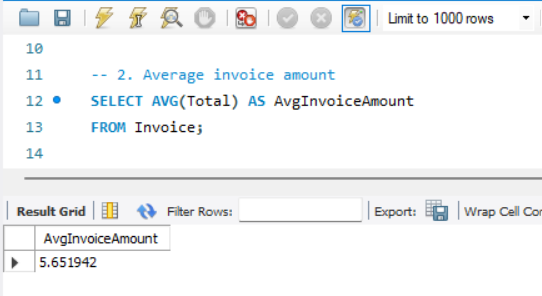 Limit to 1000 rows
10
11 -- 2. Average invoice amount
12 SELECT AVG(Total) AS AvgInvoiceAmount
13 FROM Invoice;
14
Result Grid Filter Rows: Export: Wrap Cell Con
AvgInvoiceAmount
5.651942